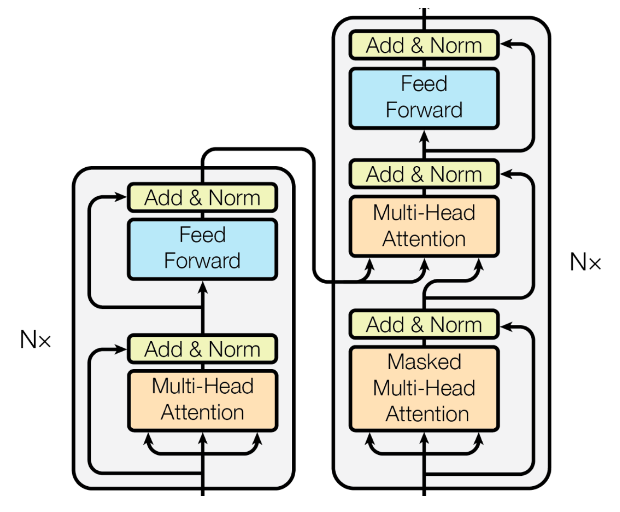 Add & Norm
Feed
Forward
Add & Norm
Multi-Head
Attention
Nx
Add & Norm
Masked
Multi-Head
Attention
Add & Norm
Feed
Forward
Nx
Add & Norm
Multi-Head
Attention